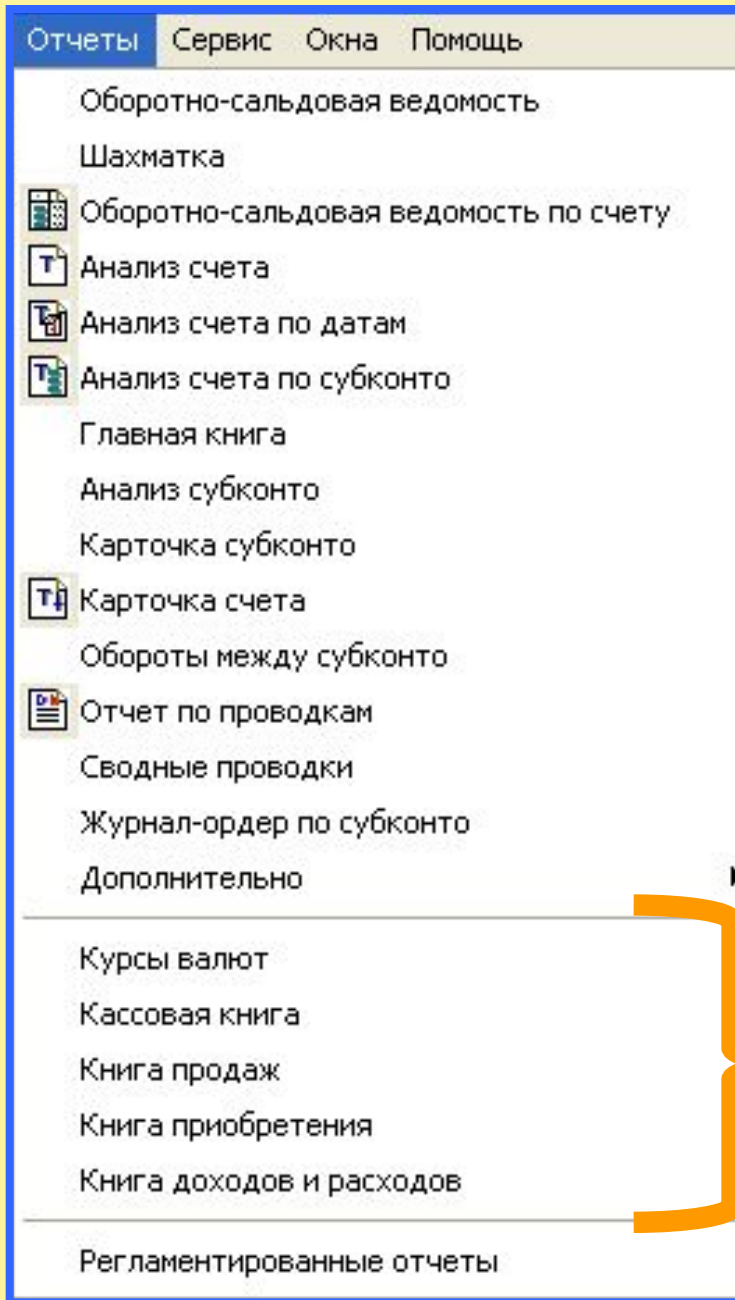 Отчеты Сервис Окна Помощь
Оборотно-сальдовая ведомость
Шахматка
Оборотно-сальдовая ведомость по счету
Анализ счета
Анализ счета по датам
Анализ счета по субконто
Главная книга
Анализ субконто
Карточка субконто
Карточка счета
Обороты между субконто
Отчет по проводкам
Сводные проводки
Журнал-ордер по субконто
Дополнительно
Курсы валют
Кассовая книга
Книга продаж
Книга приобретения
Книга доходов и расходов
Регламентированные отчеты